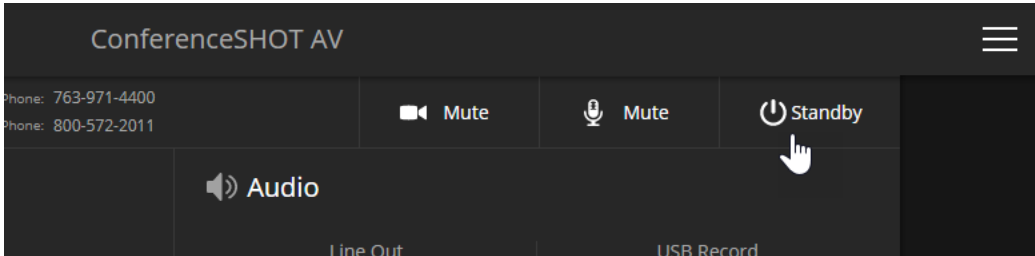 ConferenceSHOT AV
Phone: 763-971-4400
Phone: 800-572-2011
Mute
Mute
Standby
Audio
Line Out
USB Record